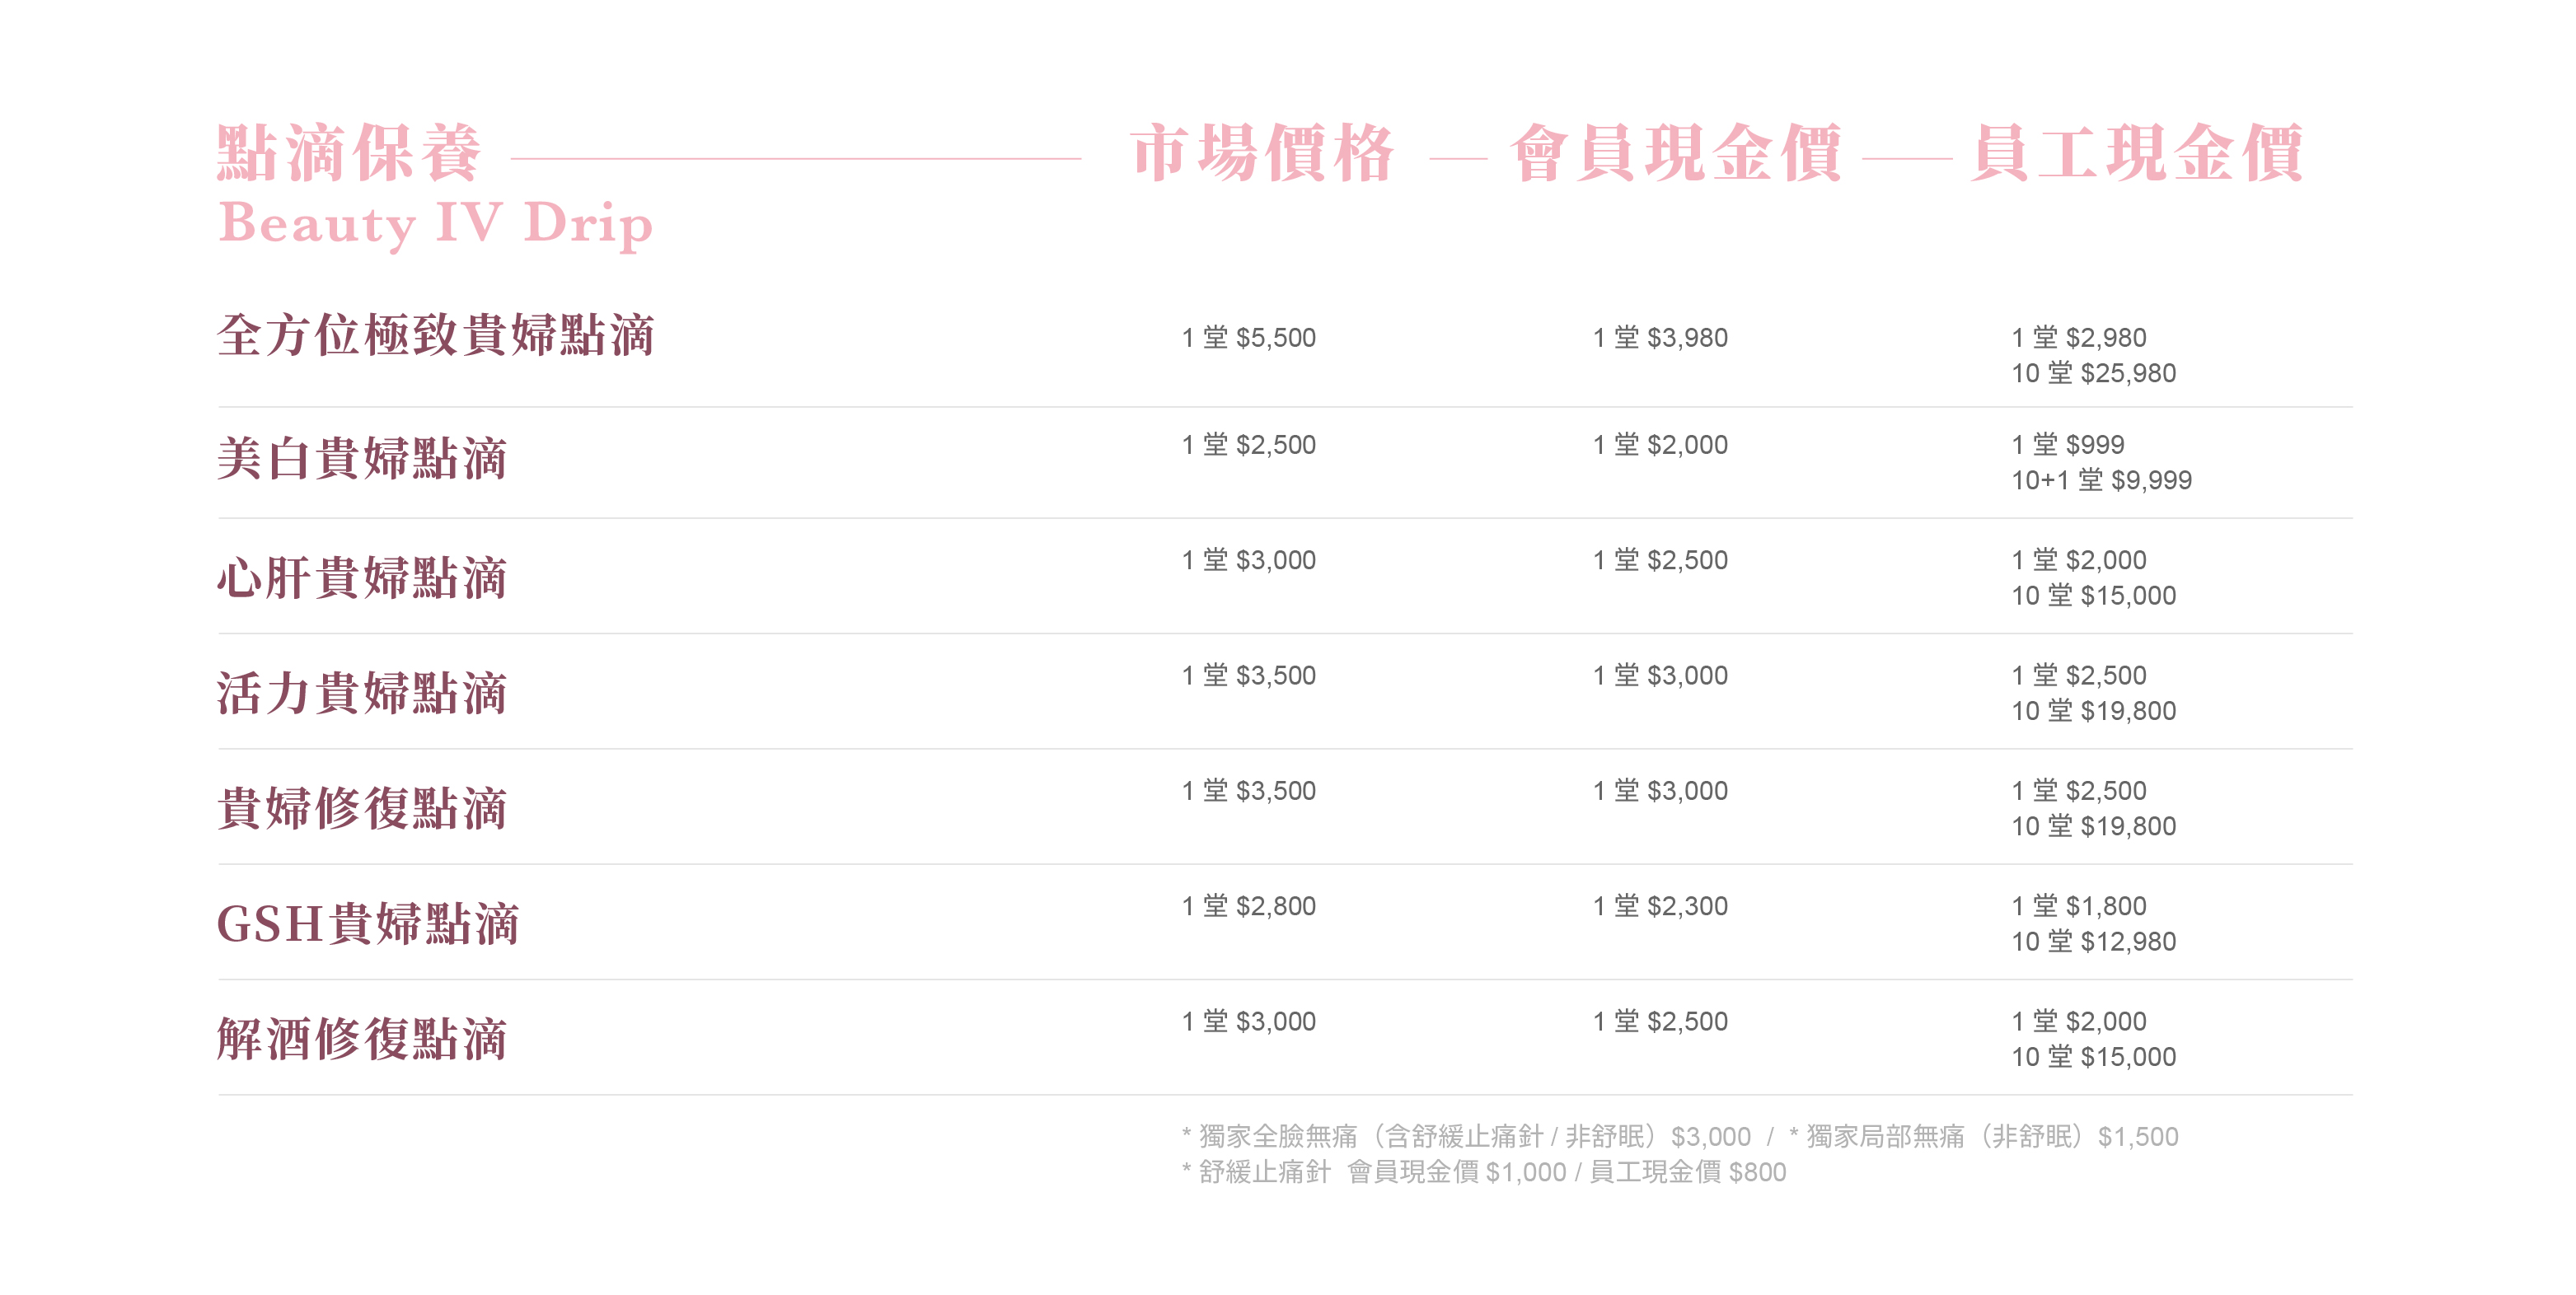 點滴保養 市場價格 會員現金價 員工現金價
Beauty IV Drip
全方位極致貴婦點滴 1 堂 $5,500 1 堂 $3,980 1 堂 $2,980
10 堂 $25,980
美白貴婦點滴 1 堂 $2,500 1 堂 $2,000 1 堂 $999
10+1 堂 $9,999
心肝貴婦點滴 1 堂 $3,000 1 堂 $2,500 1 堂 $2,000
10 堂 $15,000
活力貴婦點滴 1 堂 $3,500 1 堂 $3,000 1 堂 $2,500
10 堂 $19,800
貴婦修復點滴 1 堂 $3,500 1 堂 $3,000 1 堂 $2,500
10 堂 $19,800
GSH貴婦點滴 1 堂 $2,800 1 堂 $2,300 1 堂 $1,800
10 堂 $12,980
解酒修復點滴 1 堂 $3,000 1 堂 $2,500 1 堂 $2,000
10 堂 $15,000
* 獨家全臉無痛（含舒緩止痛針 / 非舒眠）$3,000 / * 獨家局部無痛（非舒眠）$1,500
* 舒緩止痛針 會員現金價 $1,000 / 員工現金價 $800